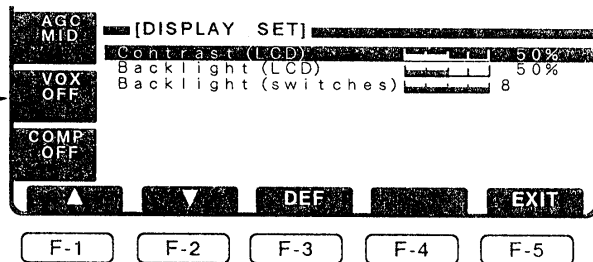 AGC
MID
[DISPLAY SET]
Contrast (LCD) 50%
Backlight (LCD) 50%
Backlight (switches) 8
VOX
OFF
COMP
OFF
▲ ▼ DEF EXIT
F-1 F-2 F-3 F-4 F-5